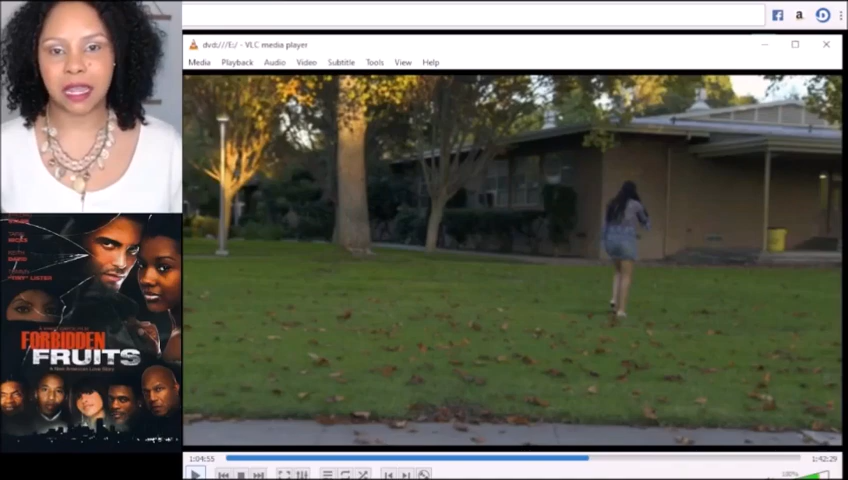 dvd:///E:/ - VLC media player
Media Playback Audio Video Subtitle Tools View Help
FORBIDDEN
FRUITS
1:04:55
1:42:29
100%